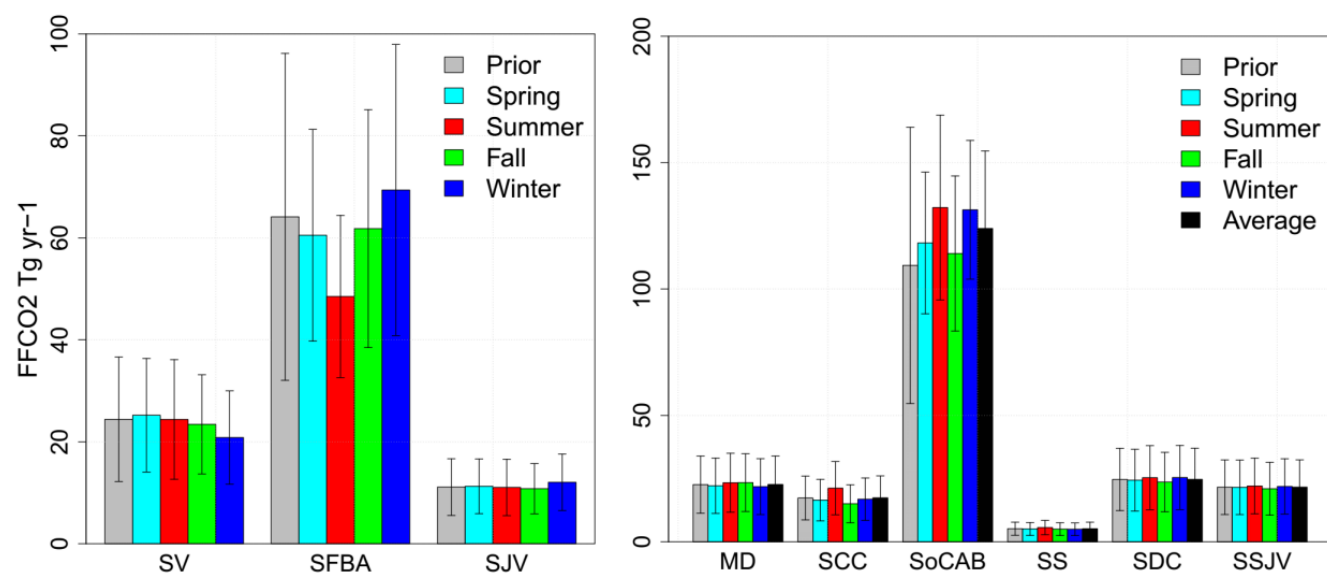 FFCO2 Tg yr−1
100
80
60
40
20
0
Prior
Spring
Summer
Fall
Winter
SV SFBA SJV
200
150
100
50
0
Prior
Spring
Summer
Fall
Winter
Average
MD SCC SoCAB SS SDC SSJV